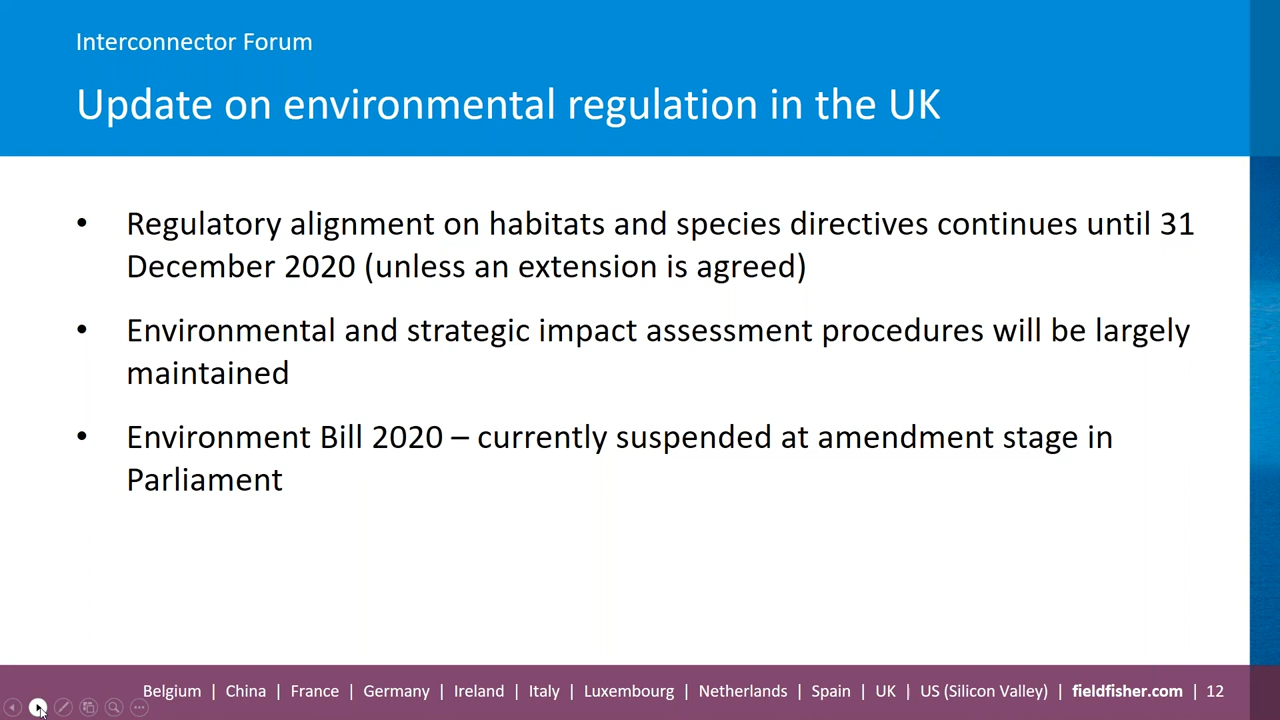 Interconnector Forum
Update on environmental regulation in the UK
• Regulatory alignment on habitats and species directives continues until 31
December 2020 (unless an extension is agreed)
• Environmental and strategic impact assessment procedures will be largely
maintained
• Environment Bill 2020 – currently suspended at amendment stage in
Parliament
Belgium | China | France | Germany | Ireland | Italy | Luxembourg | Netherlands | Spain | UK | US (Silicon Valley) | fieldfisher.com | 12